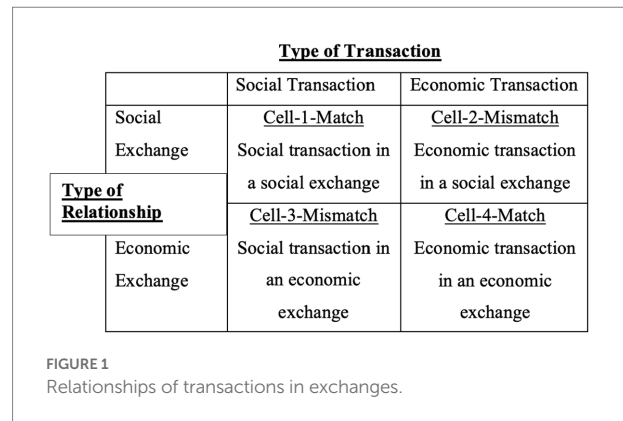 Type of Transaction
Social Transaction Economic Transaction
Social Exchange
Cell-1-Match
Social transaction in
a social exchange
Cell-2-Mismatch
Economic transaction
in a social exchange
Type of
Relationship
Economic
Exchange
Cell-3-Mismatch
Social transaction in
an economic
exchange
Cell-4-Match
Economic transaction
in an economic
exchange
FIGURE 1
Relationships of transactions in exchanges.